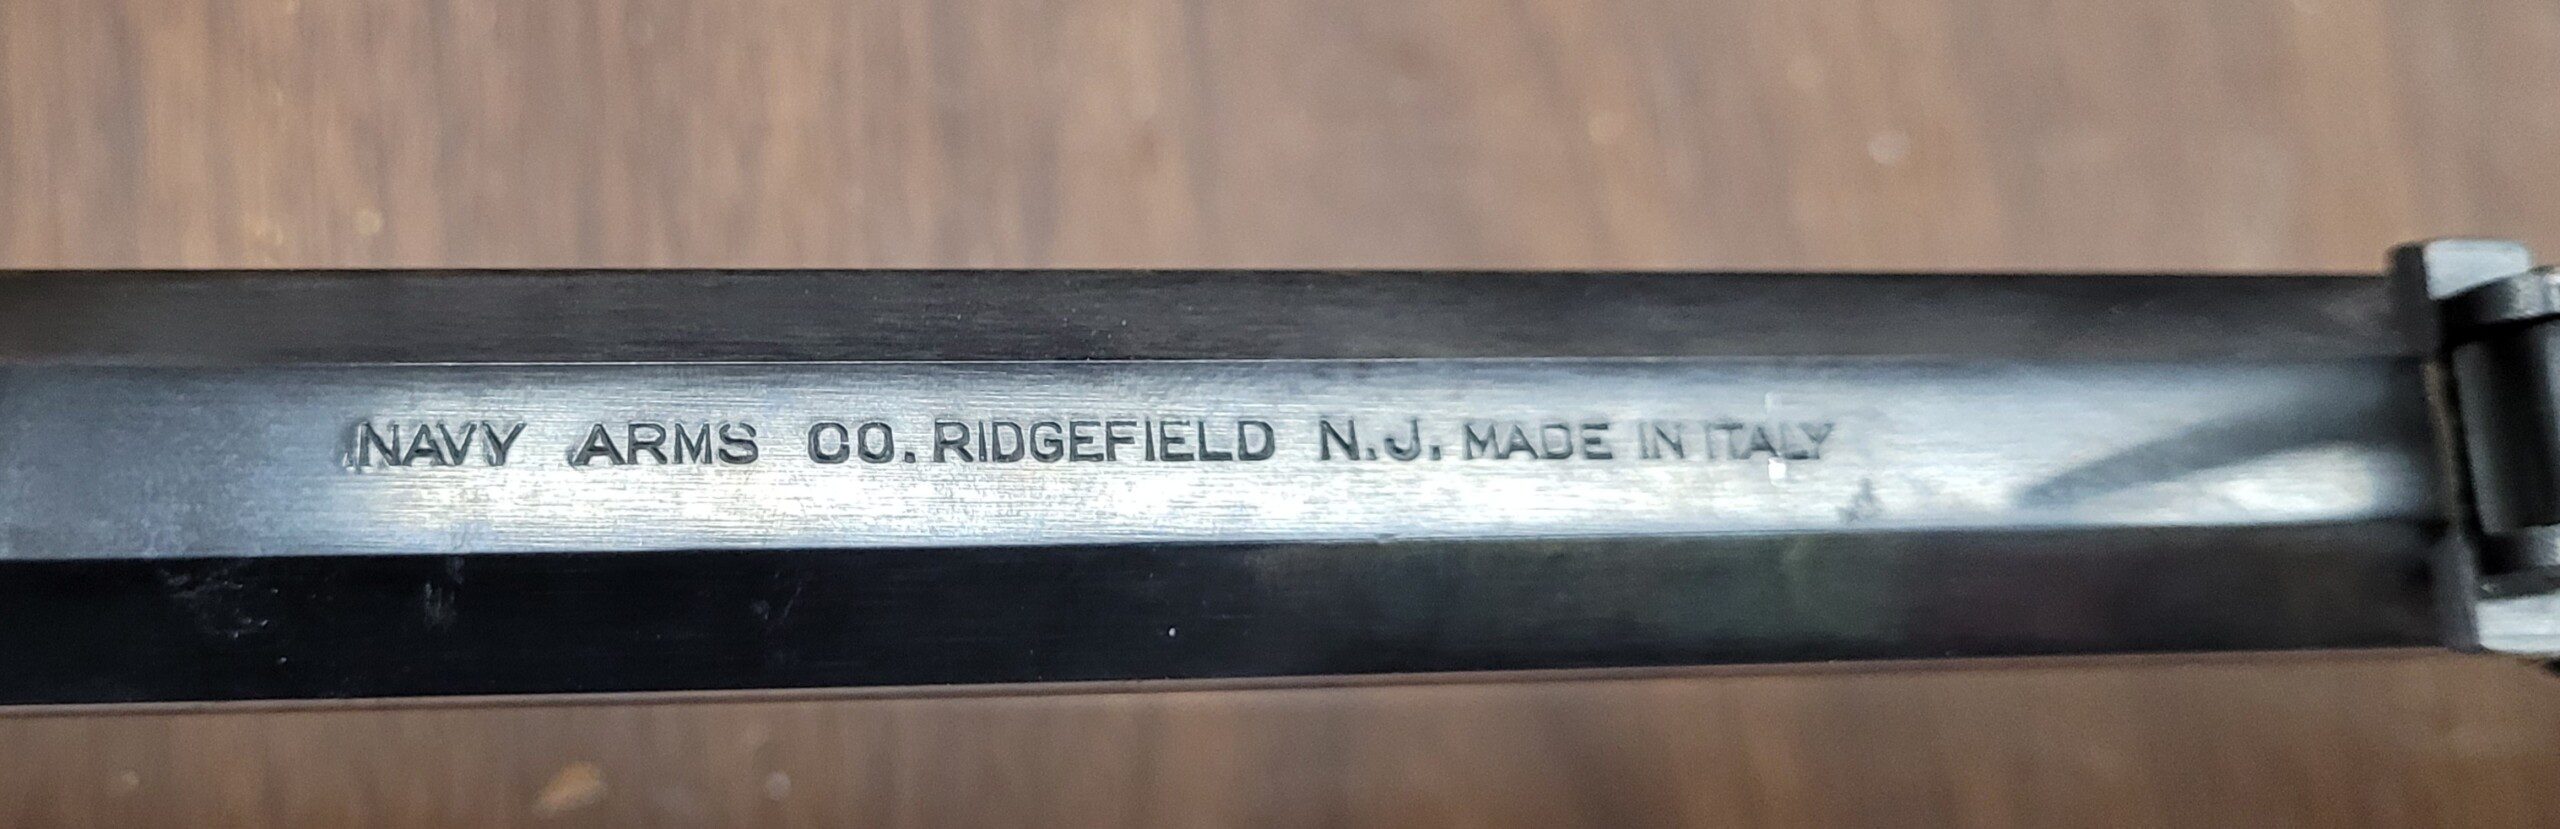 NAVY ARMS CO. RIDGEFIELD N.J. MADE IN ITALY